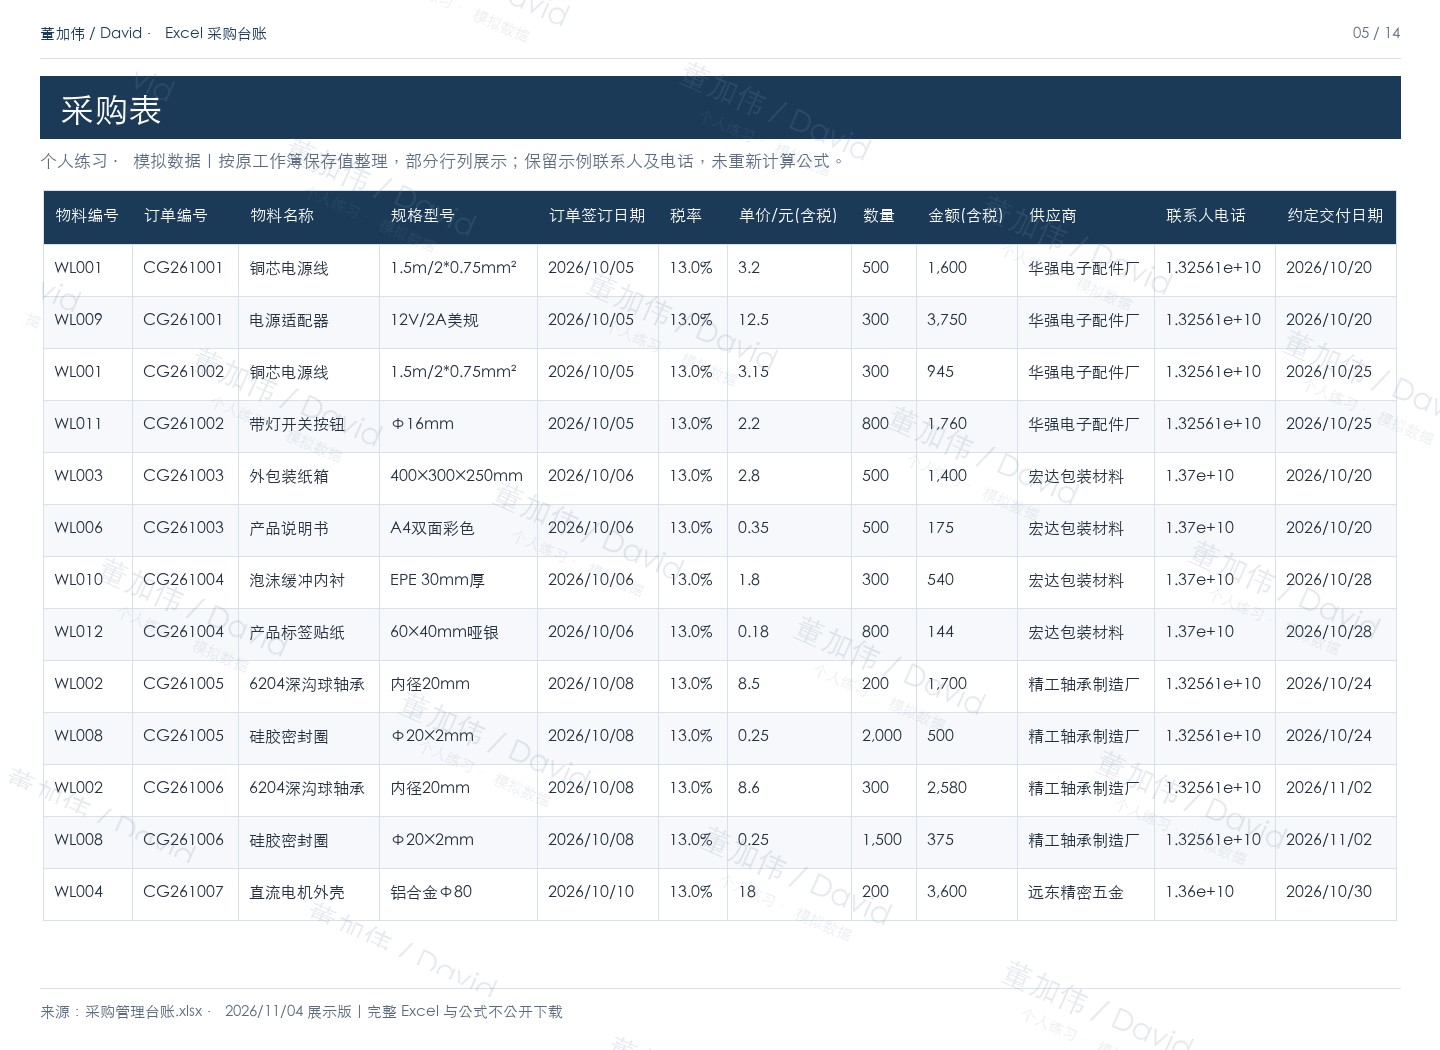 董加伟 / David · Excel 采购台账 05 / 14
采购表
个人练习 · 模拟数据丨按原工作簿保存值整理，部分行列展示；保留示例联系人及电话，未重新计算公式。
物料编号 订单编号 物料名称 规格型号 订单签订日期 税率 单价/元(含税) 数量 金额(含税) 供应商 联系人电话 约定交付日期
WL001 CG261001 铜芯电源线 1.5m/2*0.75mm² 2026/10/05 13.0% 3.2 500 1,600 华强电子配件厂 1.32561e+10 2026/10/20
WL009 CG261001 电源适配器 12V/2A美规 2026/10/05 13.0% 12.5 300 3,750 华强电子配件厂 1.32561e+10 2026/10/20
WL001 CG261002 铜芯电源线 1.5m/2*0.75mm² 2026/10/05 13.0% 3.15 300 945 华强电子配件厂 1.32561e+10 2026/10/25
WL011 CG261002 带灯开关按钮 Φ16mm 2026/10/05 13.0% 2.2 800 1,760 华强电子配件厂 1.32561e+10 2026/10/25
WL003 CG261003 外包装纸箱 400×300×250mm 2026/10/06 13.0% 2.8 500 1,400 宏达包装材料 1.37e+10 2026/10/20
WL006 CG261003 产品说明书 A4双面彩色 2026/10/06 13.0% 0.35 500 175 宏达包装材料 1.37e+10 2026/10/20
WL010 CG261004 泡沫缓冲内衬 EPE 30mm厚 2026/10/06 13.0% 1.8 300 540 宏达包装材料 1.37e+10 2026/10/28
WL012 CG261004 产品标签贴纸 60×40mm哑银 2026/10/06 13.0% 0.18 800 144 宏达包装材料 1.37e+10 2026/10/28
WL002 CG261005 6204深沟球轴承 内径20mm 2026/10/08 13.0% 8.5 200 1,700 精工轴承制造厂 1.32561e+10 2026/10/24
WL008 CG261005 硅胶密封圈 Φ20×2mm 2026/10/08 13.0% 0.25 2,000 500 精工轴承制造厂 1.32561e+10 2026/10/24
WL002 CG261006 6204深沟球轴承 内径20mm 2026/10/08 13.0% 8.6 300 2,580 精工轴承制造厂 1.32561e+10 2026/11/02
WL008 CG261006 硅胶密封圈 Φ20×2mm 2026/10/08 13.0% 0.25 1,500 375 精工轴承制造厂 1.32561e+10 2026/11/02
WL004 CG261007 直流电机外壳 铝合金Φ80 2026/10/10 13.0% 18 200 3,600 远东精密五金 1.36e+10 2026/10/30
来源：采购管理台账.xlsx · 2026/11/04 展示版丨完整 Excel 与公式不公开下载